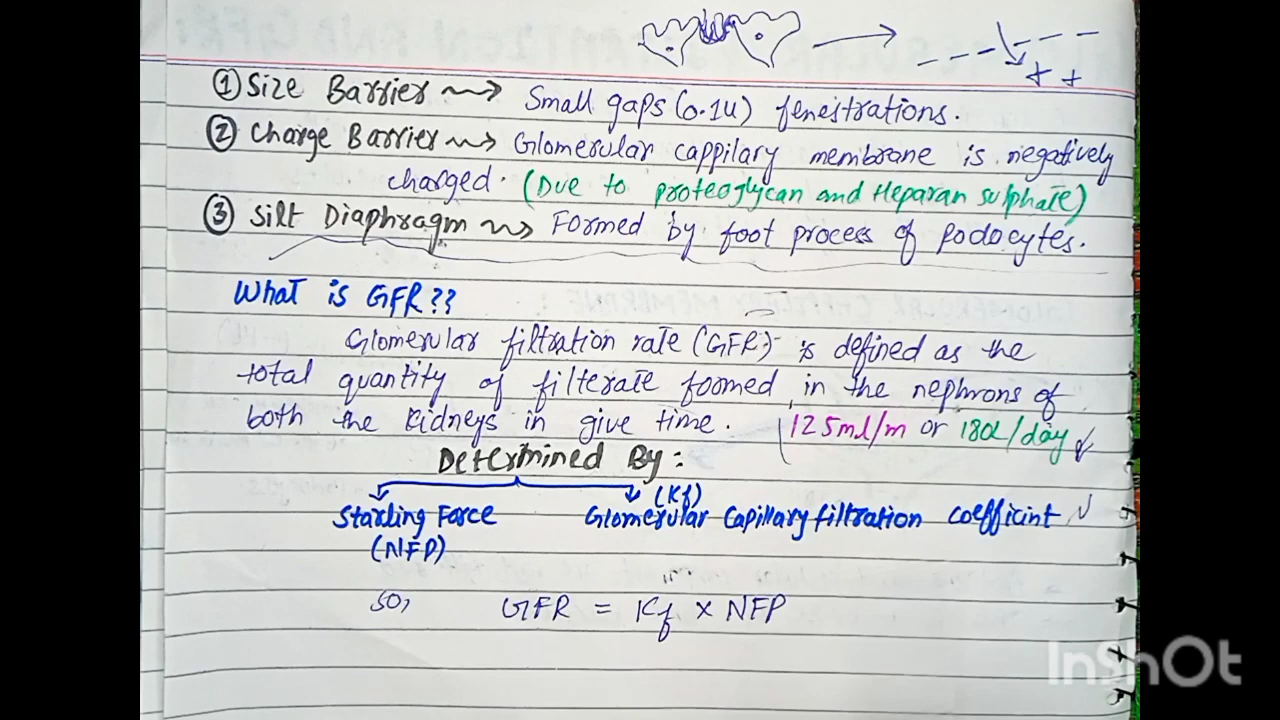 ① Size Barrier → Small gaps (0.1u) fenestrations.
② Charge Barrier → Glomerular cappilary membrane is negatively
charged. (Due to proteoglycan and Heparan sulphate)
③ Silt Diaphragm → Formed by foot process of Podocytes.
What is GFR??
Glomerular filtration rate (GFR) is defined as the
total quantity of filterate formed in the nephrons of
both the kidneys in give time. 125ml/m or 180l/day
Determined By:
Starling Force (Kf) Glomerular Capillary filtration coefficint
(NFP)
so, GFR = Kf × NFP
InShOt